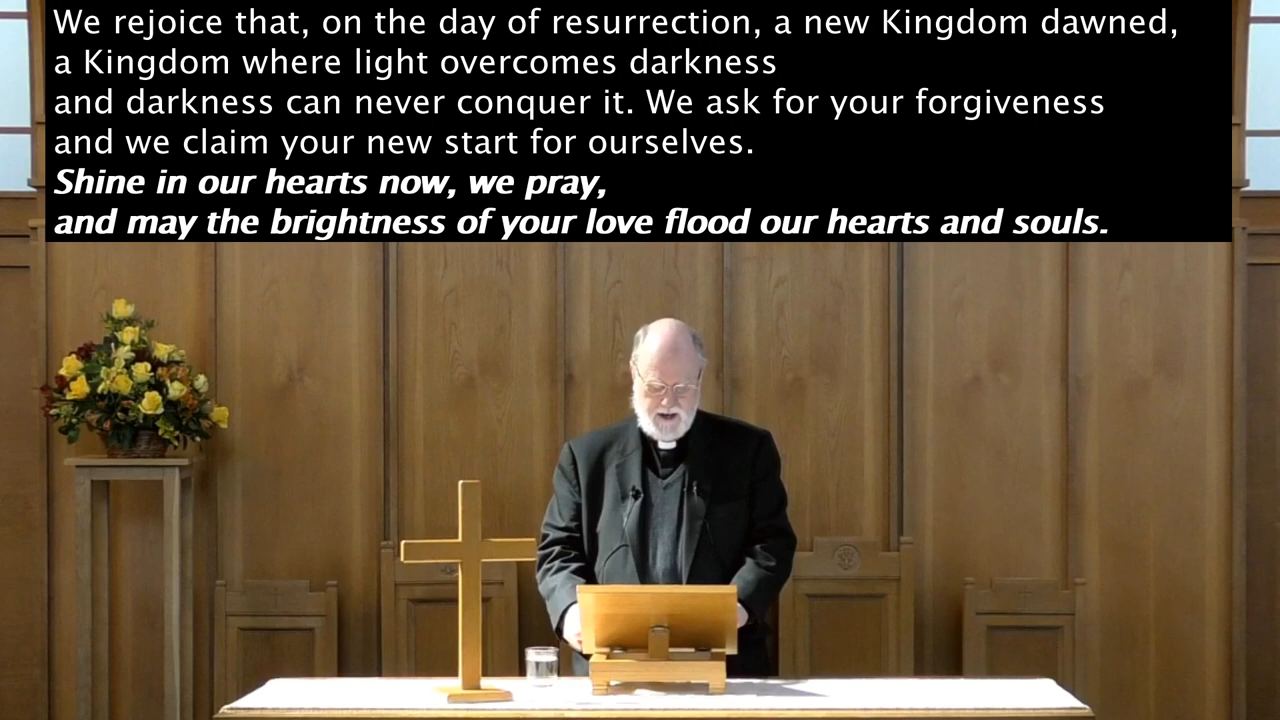 We rejoice that, on the day of resurrection, a new Kingdom dawned,
a Kingdom where light overcomes darkness
and darkness can never conquer it. We ask for your forgiveness
and we claim your new start for ourselves.
Shine in our hearts now, we pray,
and may the brightness of your love flood our hearts and souls.